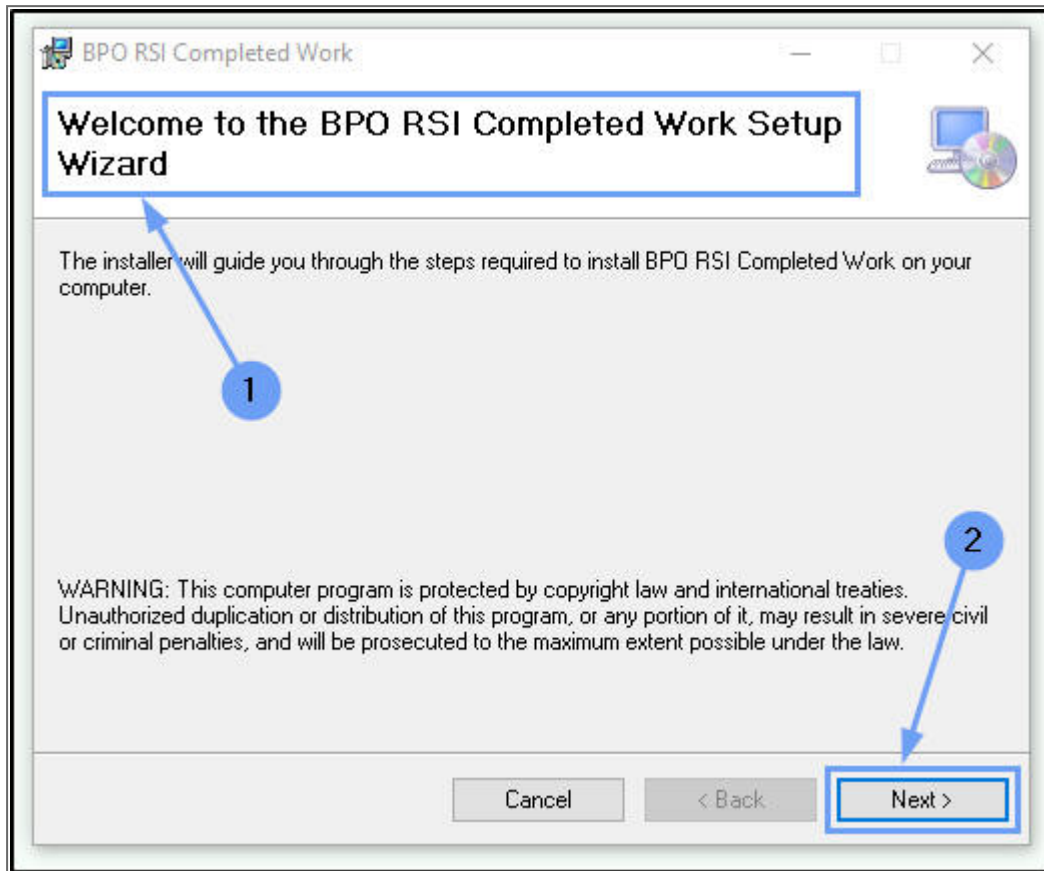 BPO RSI Completed Work
Welcome to the BPO RSI Completed Work Setup
Wizard
The installer will guide you through the steps required to install BPO RSI Completed Work on your
computer.
1
2
WARNING: This computer program is protected by copyright law and international treaties.
Unauthorized duplication or distribution of this program, or any portion of it, may result in severe civil
or criminal penalties, and will be prosecuted to the maximum extent possible under the law.
Cancel < Back Next >